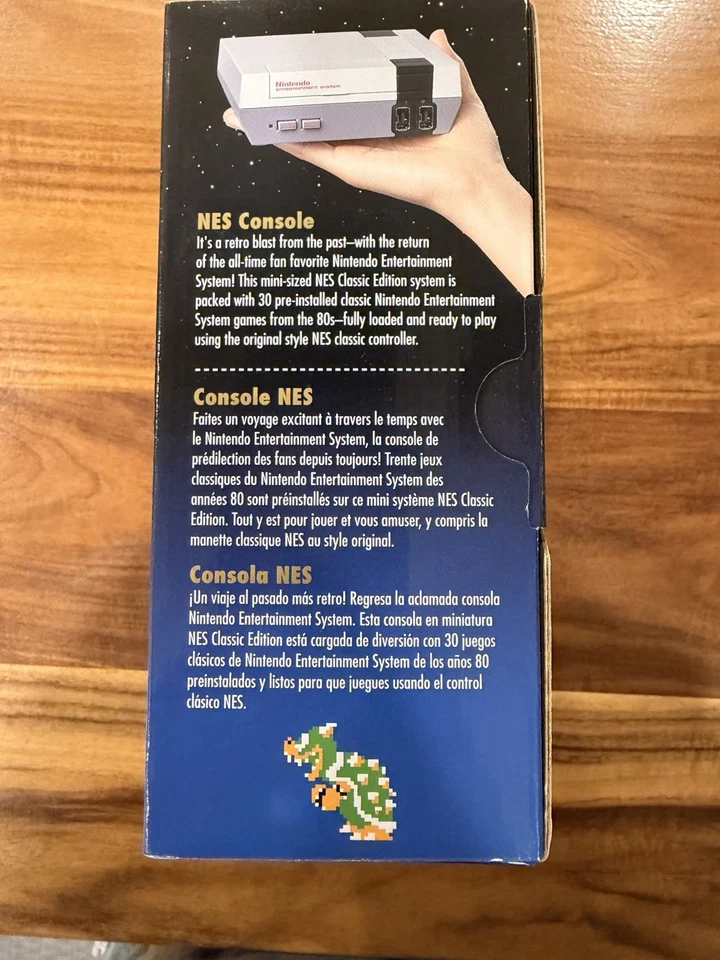 Nintendo
ENTERTAINMENT SYSTEM
NES Console
It's a retro blast from the past–with the return
of the all-time fan favorite Nintendo Entertainment
System! This mini-sized NES Classic Edition system is
packed with 30 pre-installed classic Nintendo Entertainment
System games from the 80s–fully loaded and ready to play
using the original style NES classic controller.
Console NES
Faites un voyage excitant à travers le temps avec
le Nintendo Entertainment System, la console de
prédilection des fans depuis toujours! Trente jeux
classiques du Nintendo Entertainment System des
années 80 sont préinstallés sur ce mini système NES Classic
Edition. Tout y est pour jouer et vous amuser, y compris la
manette classique NES au style original.
Consola NES
¡Un viaje al pasado más retro! Regresa la aclamada consola
Nintendo Entertainment System. Esta consola en miniatura
NES Classic Edition está cargada de diversión con 30 juegos
clásicos de Nintendo Entertainment System de los años 80
preinstalados y listos para que juegues usando el control
clásico NES.